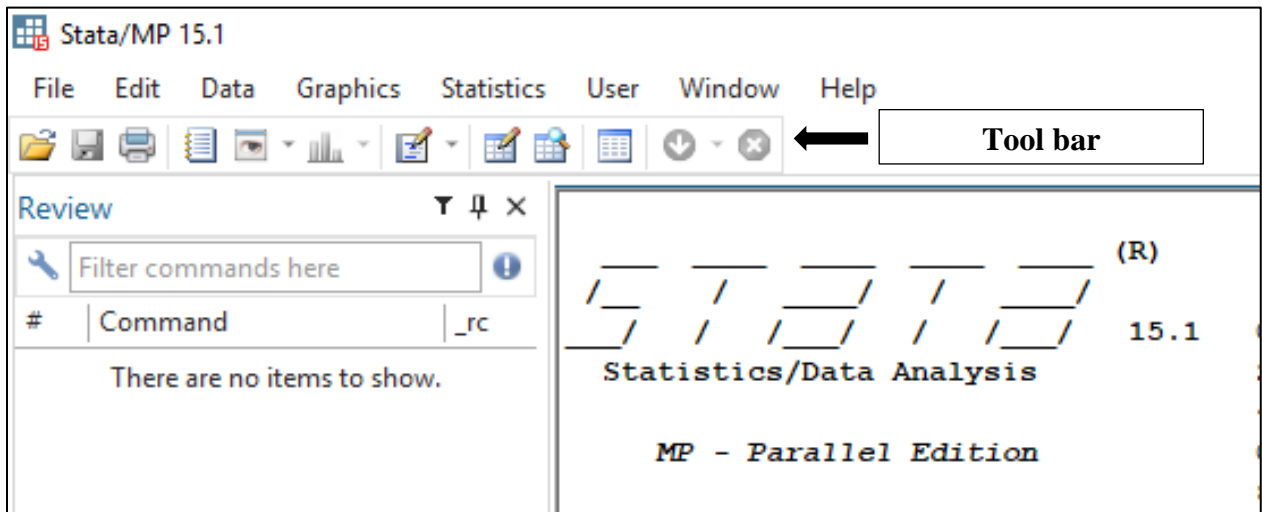 Stata/MP 15.1
File Edit Data Graphics Statistics User Window Help
Tool bar
Review
Filter commands here
# Command _rc
There are no items to show.
(R)
STATA 15.1
Statistics/Data Analysis
MP - Parallel Edition